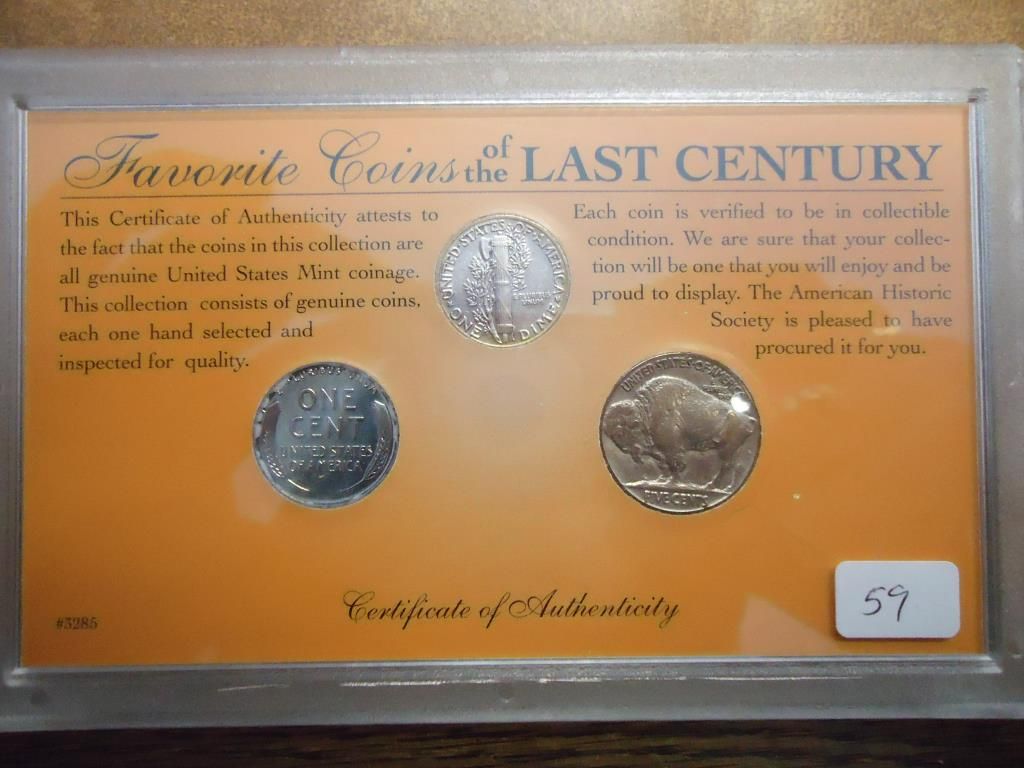 Favorite Coins of the LAST CENTURY
This Certificate of Authenticity attests to
the fact that the coins in this collection are
all genuine United States Mint coinage.
This collection consists of genuine coins,
each one hand selected and
inspected for quality.
Each coin is verified to be in collectible
condition. We are sure that your collec-
tion will be one that you will enjoy and be
proud to display. The American Historic
Society is pleased to have
procured it for you.
UNITED STATES OF AMERICA
E PLURIBUS
UNUM
ONE DIME
PLURIBUS
ONE
CENT
UNITED STATES
OF AMERICA
UNITED STATES OF AMERICA
FIVE CENTS
Certificate of Authenticity
#5285
59